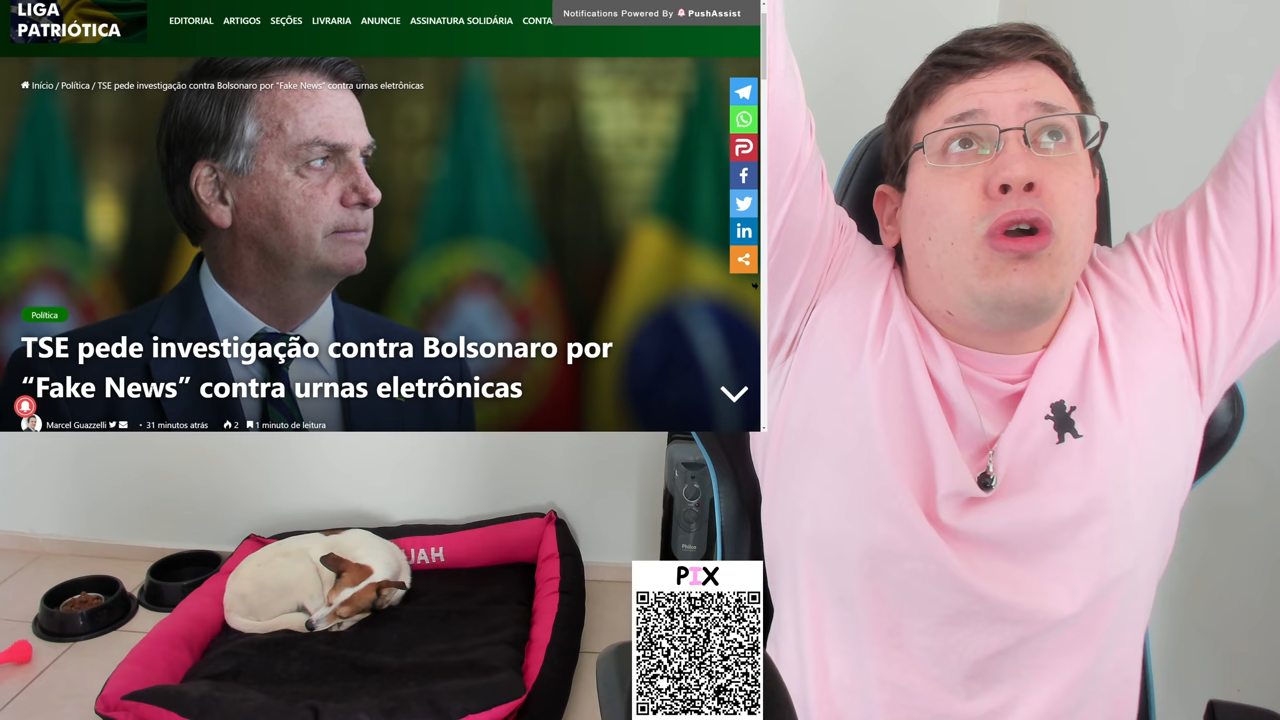 LIGA
PATRIÓTICA
EDITORIAL ARTIGOS SEÇÕES LIVRARIA ANUNCIE ASSINATURA SOLIDÁRIA CONTA
Notifications Powered By PushAssist
Início / Política / TSE pede investigação contra Bolsonaro por “Fake News” contra urnas eletrônicas
Política
TSE pede investigação contra Bolsonaro por
“Fake News” contra urnas eletrônicas
Marcel Guazzelli • 31 minutos atrás 2 1 minuto de leitura
UAH
Philco
PIX